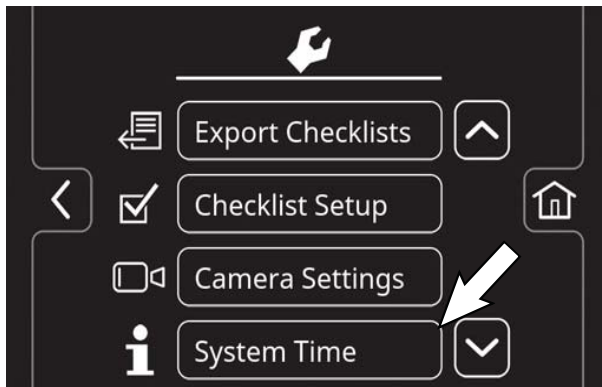 Export Checklists
Checklist Setup
Camera Settings
System Time